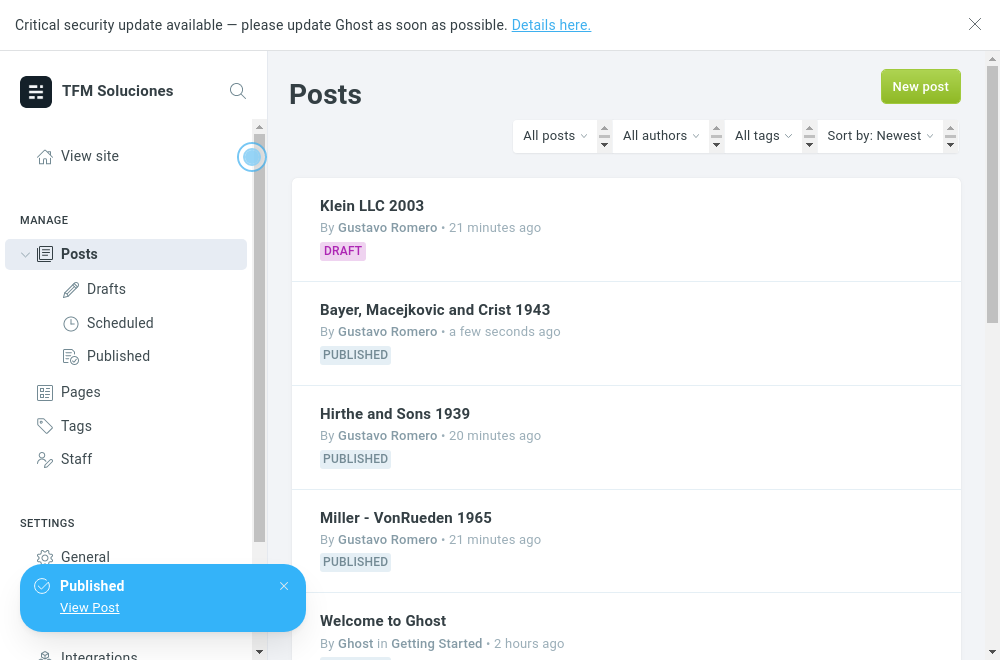 Critical security update available — please update Ghost as soon as possible. Details here.
TFM Soluciones
View site
MANAGE
Posts
Drafts
Scheduled
Published
Pages
Tags
Staff
SETTINGS
General
Integrations
Published
View Post
Posts
New post
All posts
All authors
All tags
Sort by: Newest
Klein LLC 2003
By Gustavo Romero • 21 minutes ago
DRAFT
Bayer, Macejkovic and Crist 1943
By Gustavo Romero • a few seconds ago
PUBLISHED
Hirthe and Sons 1939
By Gustavo Romero • 20 minutes ago
PUBLISHED
Miller - VonRueden 1965
By Gustavo Romero • 21 minutes ago
PUBLISHED
Welcome to Ghost
By Ghost in Getting Started • 2 hours ago